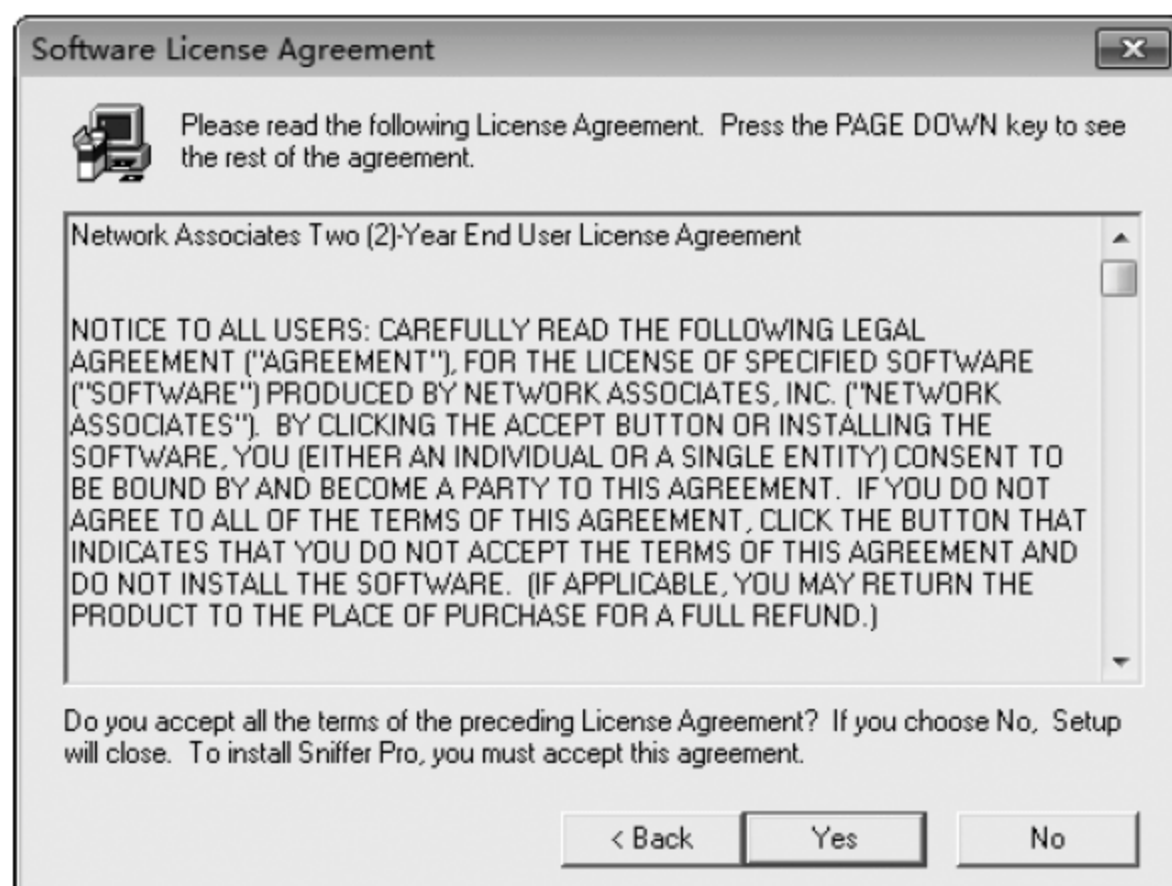 Software License Agreement
Please read the following License Agreement. Press the PAGE DOWN key to see
the rest of the agreement.
Network Associates Two (2)-Year End User License Agreement
NOTICE TO ALL USERS: CAREFULLY READ THE FOLLOWING LEGAL
AGREEMENT ("AGREEMENT"), FOR THE LICENSE OF SPECIFIED SOFTWARE
("SOFTWARE") PRODUCED BY NETWORK ASSOCIATES, INC. ("NETWORK
ASSOCIATES"). BY CLICKING THE ACCEPT BUTTON OR INSTALLING THE
SOFTWARE, YOU (EITHER AN INDIVIDUAL OR A SINGLE ENTITY) CONSENT TO
BE BOUND BY AND BECOME A PARTY TO THIS AGREEMENT. IF YOU DO NOT
AGREE TO ALL OF THE TERMS OF THIS AGREEMENT, CLICK THE BUTTON THAT
INDICATES THAT YOU DO NOT ACCEPT THE TERMS OF THIS AGREEMENT AND
DO NOT INSTALL THE SOFTWARE. (IF APPLICABLE, YOU MAY RETURN THE
PRODUCT TO THE PLACE OF PURCHASE FOR A FULL REFUND.)
Do you accept all the terms of the preceding License Agreement? If you choose No, Setup
will close. To install Sniffer Pro, you must accept this agreement.
< Back Yes No